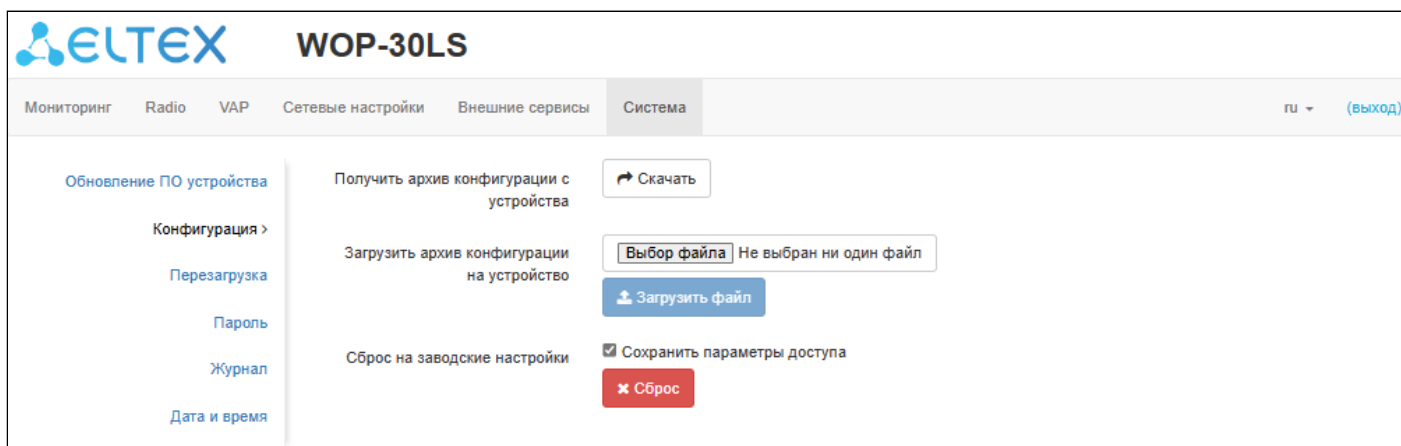 ELTEX WOP-30LS
Мониторинг Radio VAP Сетевые настройки Внешние сервисы Система ru (выход)
Обновление ПО устройства
Конфигурация >
Перезагрузка
Пароль
Журнал
Дата и время
Получить архив конфигурации с
устройства
Скачать
Загрузить архив конфигурации
на устройство
Выбор файла Не выбран ни один файл
Загрузить файл
Сброс на заводские настройки
Сохранить параметры доступа
Сброс